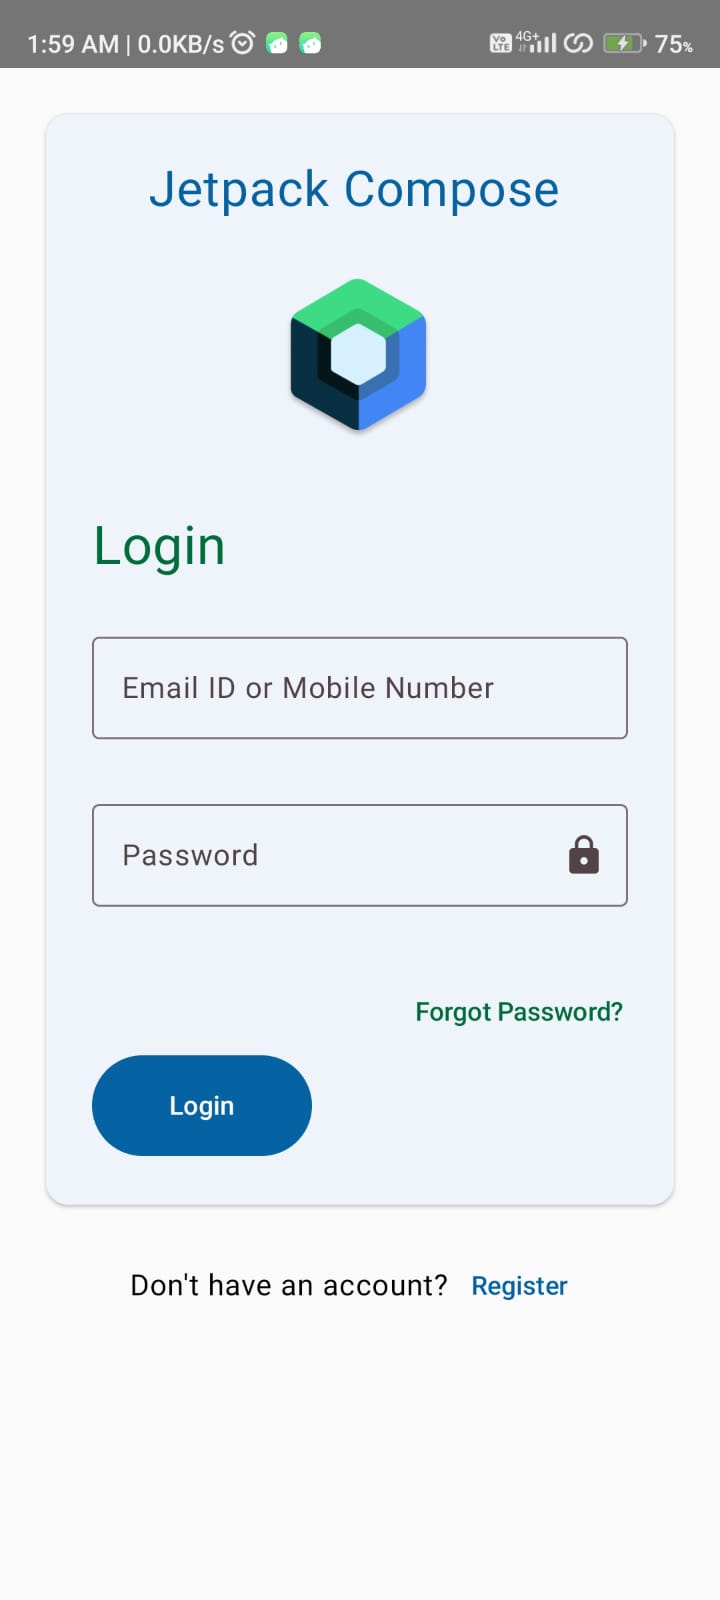 1:59 AM | 0.0KB/s Vo LTE 4G+ 75%
Jetpack Compose
Login
Email ID or Mobile Number
Password
Forgot Password?
Login
Don't have an account? Register